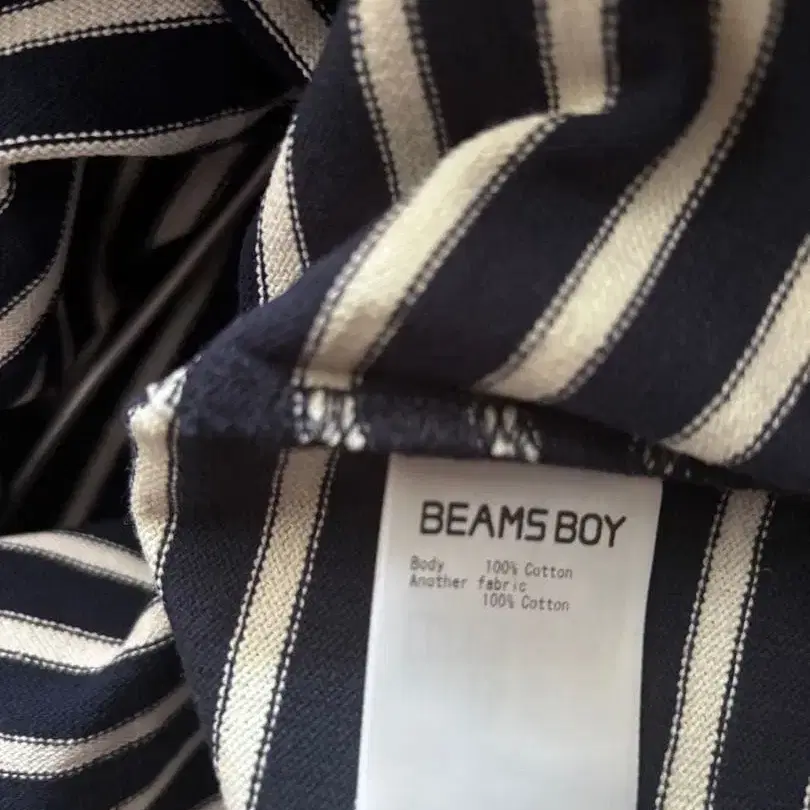 BEAMS BOY
Body 100% Cotton
Another fabric
100% Cotton